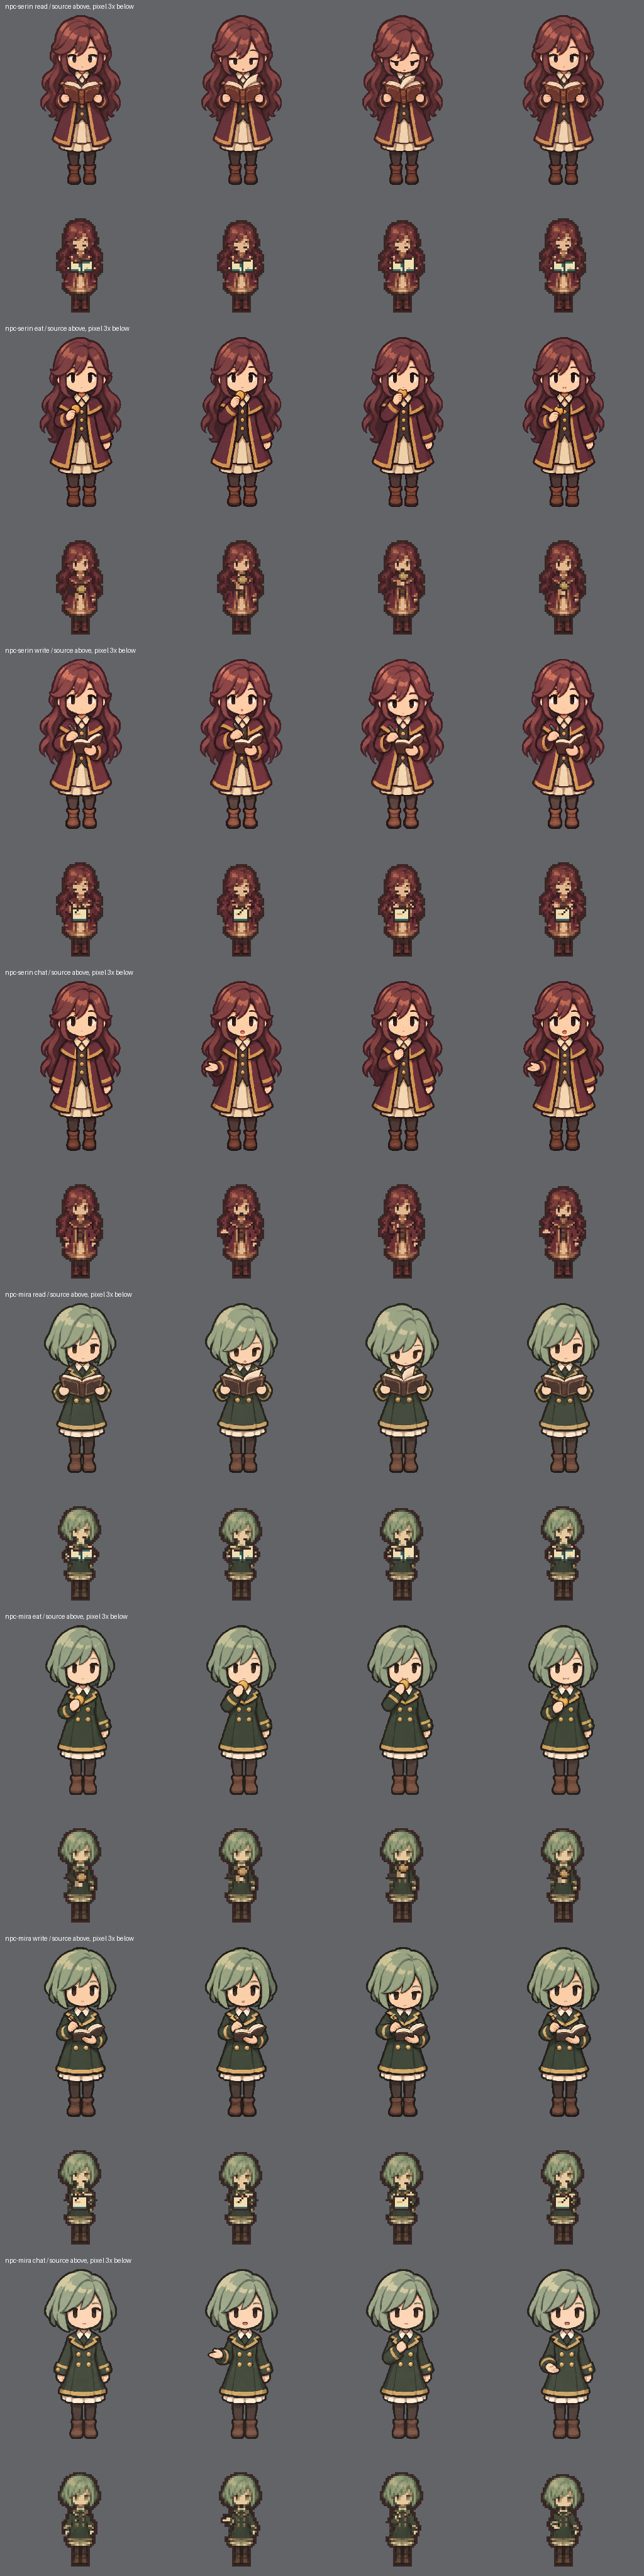 npc-serin read / source above, pixel 3x below
npc-serin eat / source above, pixel 3x below
npc-serin write / source above, pixel 3x below
npc-serin chat / source above, pixel 3x below
npc-mira read / source above, pixel 3x below
npc-mira eat / source above, pixel 3x below
npc-mira write / source above, pixel 3x below
npc-mira chat / source above, pixel 3x below